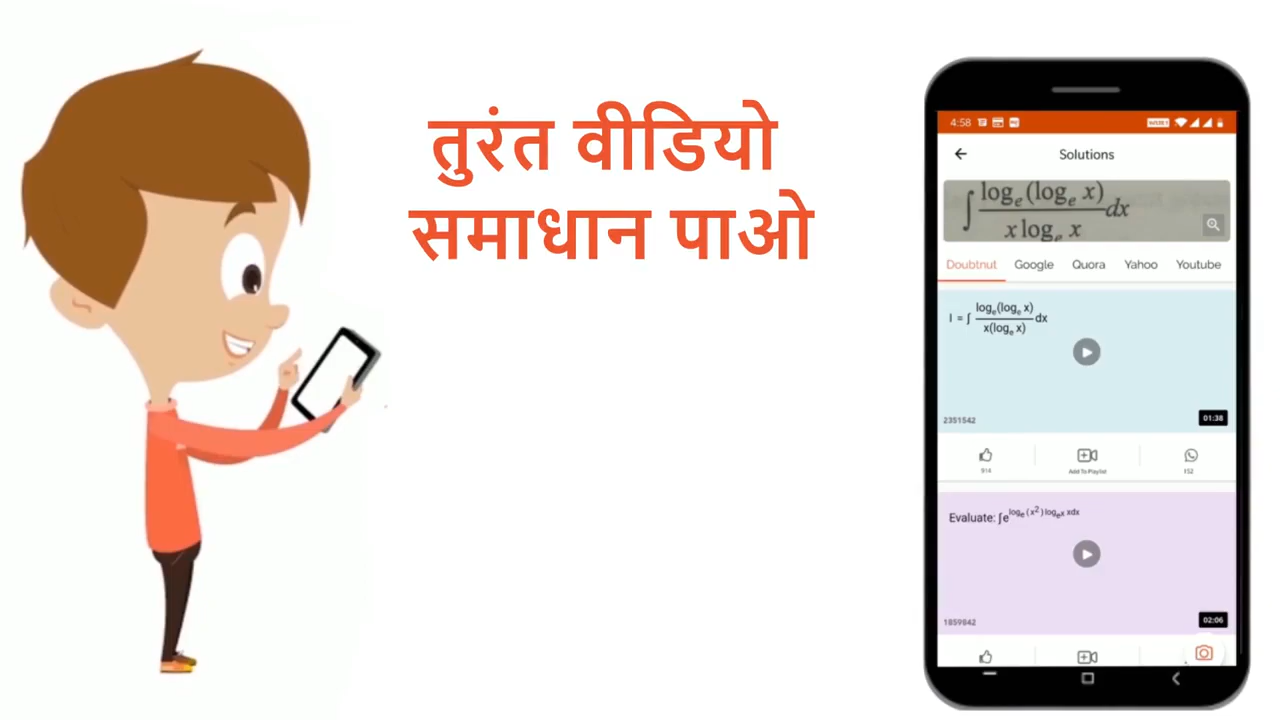 तुरंत वीडियो
समाधान पाओ
4:58
Solutions
∫ logₑ(logₑ x) / x logₑ x dx
Doubtnut Google Quora Yahoo Youtube
I = ∫ logₑ(logₑ x) / x(logₑ x) dx
2351542 01:38
914 Add To Playlist 152
Evaluate: ∫e^logₑ(x²)logₑx xdx
1859842 02:06